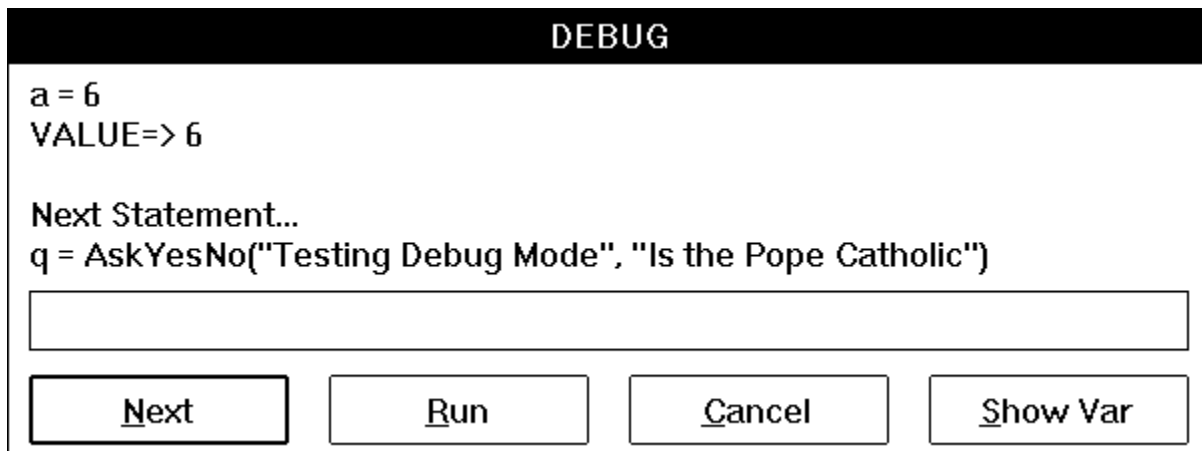 DEBUG
a = 6
VALUE=> 6
Next Statement...
q = AskYesNo("Testing Debug Mode", "Is the Pope Catholic")
Next
Run
Cancel
Show Var